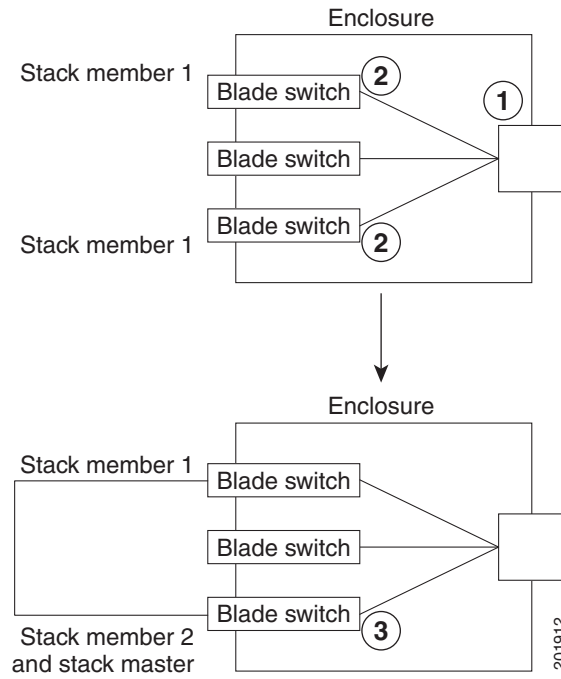 Enclosure
Stack member 1
Blade switch
2
1
Blade switch
Blade switch
2
Stack member 1
Enclosure
Stack member 1
Blade switch
Blade switch
Blade switch
3
Stack member 2
and stack master
201912